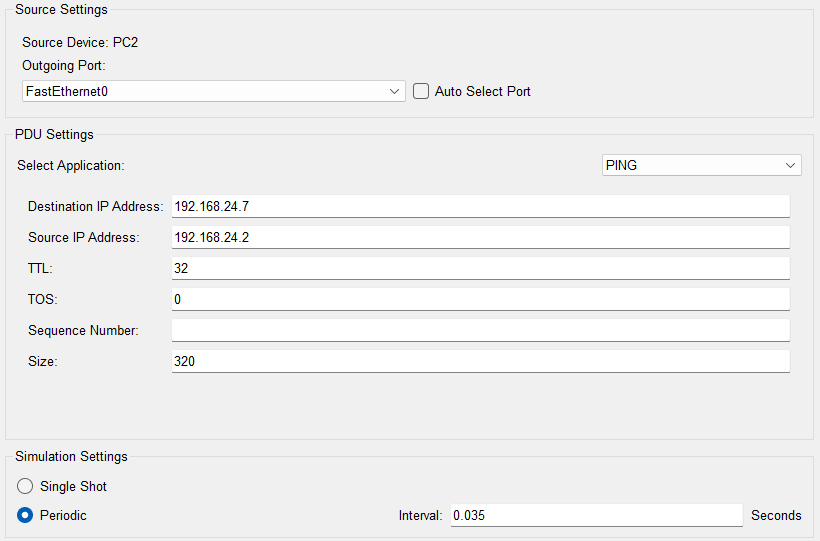 Source Settings
Source Device: PC2
Outgoing Port:
FastEthernet0 Auto Select Port
PDU Settings
Select Application: PING
Destination IP Address: 192.168.24.7
Source IP Address: 192.168.24.2
TTL: 32
TOS: 0
Sequence Number:
Size: 320
Simulation Settings
Single Shot
Periodic Interval: 0.035 Seconds